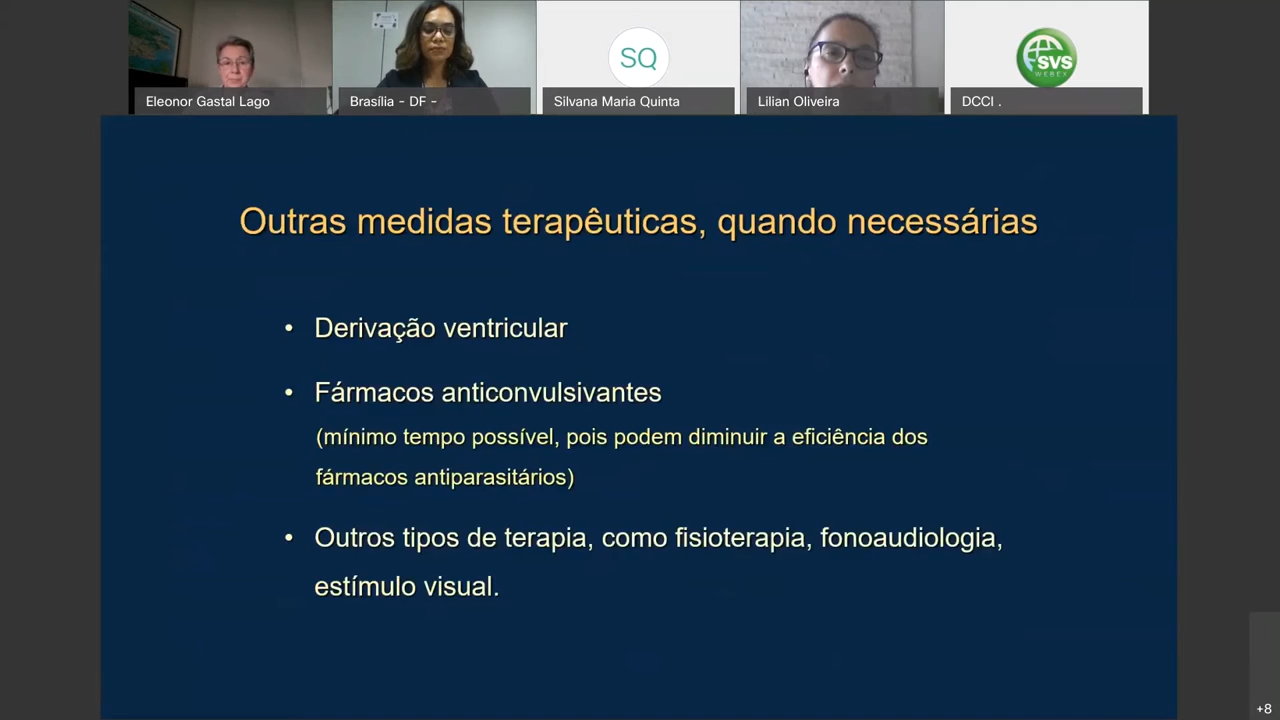 SQ
svs
WEBEX
Eleonor Gastal Lago
Brasília - DF -
Silvana Maria Quinta
Lilian Oliveira
DCCI .
Outras medidas terapêuticas, quando necessárias
• Derivação ventricular
• Fármacos anticonvulsivantes
(mínimo tempo possível, pois podem diminuir a eficiência dos
fármacos antiparasitários)
• Outros tipos de terapia, como fisioterapia, fonoaudiologia,
estímulo visual.
+8